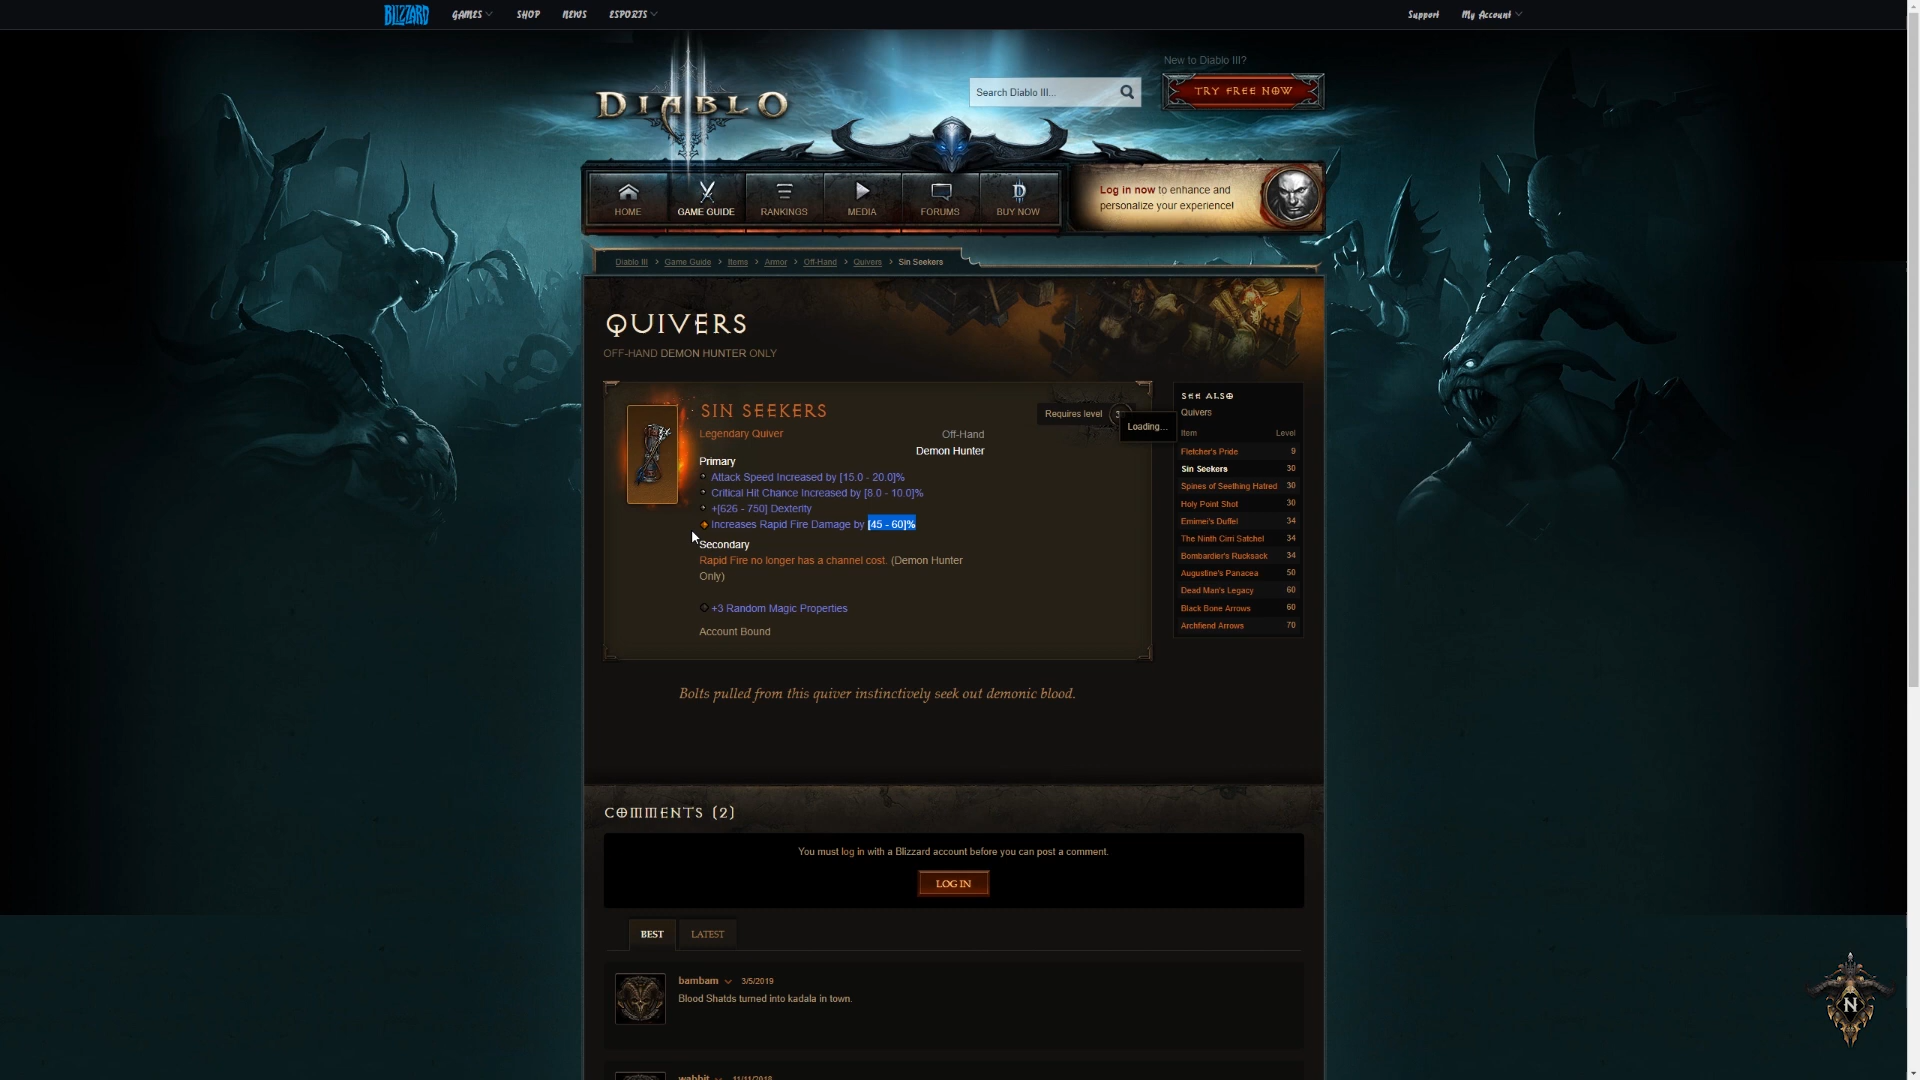 BLIZZARD GAMES SHOP NEWS ESPORTS Support My Account
New to Diablo III?
DIABLO Search Diablo III... TRY FREE NOW
Log in now to enhance and
personalize your experience!
HOME GAME GUIDE RANKINGS MEDIA FORUMS BUY NOW
Diablo III > Game Guide > Items > Armor > Off-Hand > Quivers > Sin Seekers
QUIVERS
OFF-HAND DEMON HUNTER ONLY
SIN SEEKERS
Requires level
Loading...
Legendary Quiver
Off-Hand
Demon Hunter
Primary
Attack Speed Increased by [15.0 - 20.0]%
Critical Hit Chance Increased by [8.0 - 10.0]%
+[626 - 750] Dexterity
Increases Rapid Fire Damage by [45 - 60]%
Secondary
Rapid Fire no longer has a channel cost. (Demon Hunter
Only)
+3 Random Magic Properties
Account Bound
SEE ALSO
Quivers
Item Level
Fletcher's Pride 9
Sin Seekers 30
Spines of Seething Hatred 30
Holy Point Shot 30
Emimei's Duffel 34
The Ninth Cirri Satchel 34
Bombardier's Rucksack 34
Augustine's Panacea 50
Dead Man's Legacy 60
Black Bone Arrows 60
Archfiend Arrows 70
Bolts pulled from this quiver instinctively seek out demonic blood.
COMMENTS (2)
You must log in with a Blizzard account before you can post a comment.
LOG IN
BEST LATEST
bambam 3/5/2019
Blood Shatds turned into kadala in town.
wabbit 11/11/2018
N